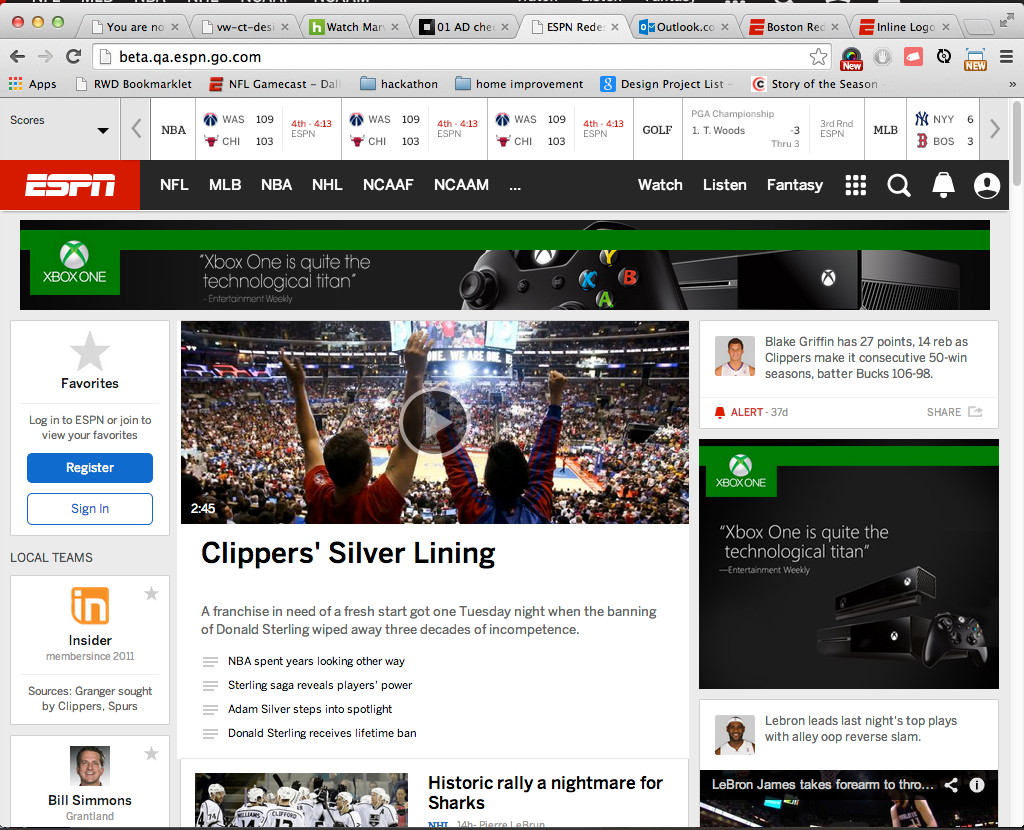 You are no
vw-ct-desi
Watch Mar
01 AD che
ESPN Rede
Outlook.co
Boston Red
Inline Logo
beta.qa.espn.go.com
New
NEW
Apps
RWD Bookmarklet
NFL Gamecast - Dall
hackathon
home improvement
Design Project List -
Story of the Season
»
Scores
NBA
WAS 109
CHI 103
4th - 4:13
ESPN
WAS 109
CHI 103
4th - 4:13
ESPN
WAS 109
CHI 103
4th - 4:13
ESPN
GOLF
PGA Championship
1. T. Woods -3
Thru 3
3rd Rnd
ESPN
MLB
NYY 6
BOS 3
ESPN
NFL MLB NBA NHL NCAAF NCAAM ...
Watch Listen Fantasy
XBOX ONE
“Xbox One is quite the
technological titan”
- Entertainment Weekly
Y
X
B
A
Favorites
Log in to ESPN or join to
view your favorites
Register
Sign In
LOCAL TEAMS
in
Insider
membersince 2011
Sources: Granger sought
by Clippers, Spurs
Bill Simmons
Grantland
ONE. WE ARE ONE.
2:45
Clippers' Silver Lining
A franchise in need of a fresh start got one Tuesday night when the banning
of Donald Sterling wiped away three decades of incompetence.
NBA spent years looking other way
Sterling saga reveals players' power
Adam Silver steps into spotlight
Donald Sterling receives lifetime ban
WILLIAMS
CLIFFORD
Historic rally a nightmare for
Sharks
NHL 14h- Pierre LeBrun
Blake Griffin has 27 points, 14 reb as
Clippers make it consecutive 50-win
seasons, batter Bucks 106-98.
ALERT - 37d
SHARE
XBOX ONE
“Xbox One is quite the
technological titan”
—Entertainment Weekly
Lebron leads last night's top plays
with alley oop reverse slam.
LeBron James takes forearm to thro...